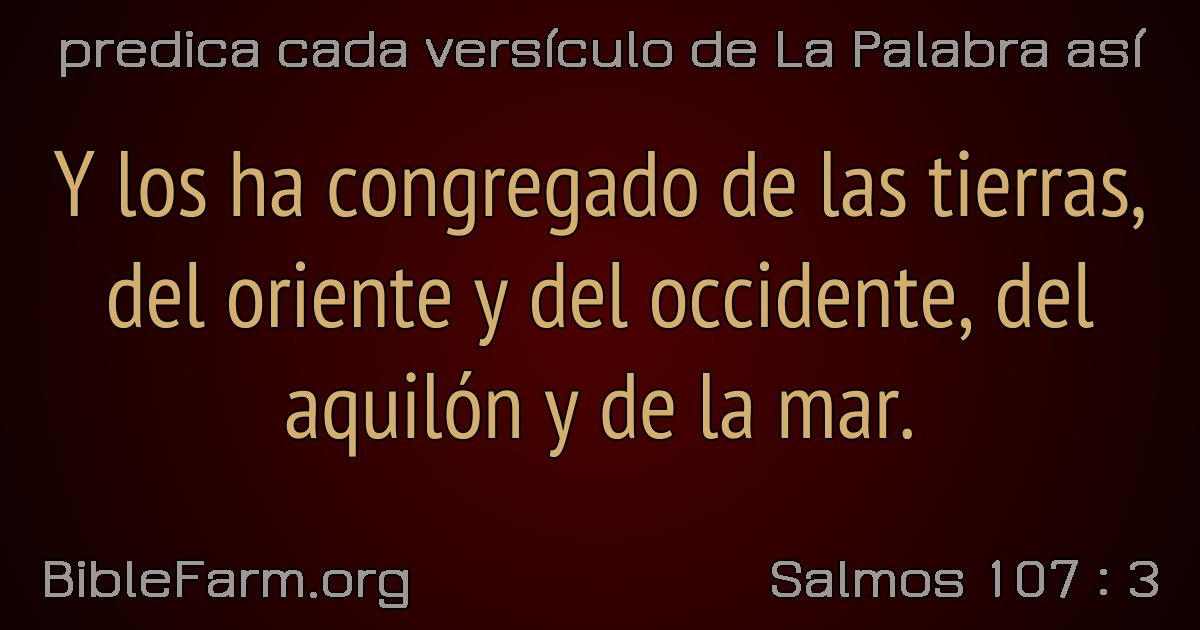 predica cada versículo de La Palabra así
Y los ha congregado de las tierras,
del oriente y del occidente, del
aquilón y de la mar.
BibleFarm.org
Salmos 107 : 3